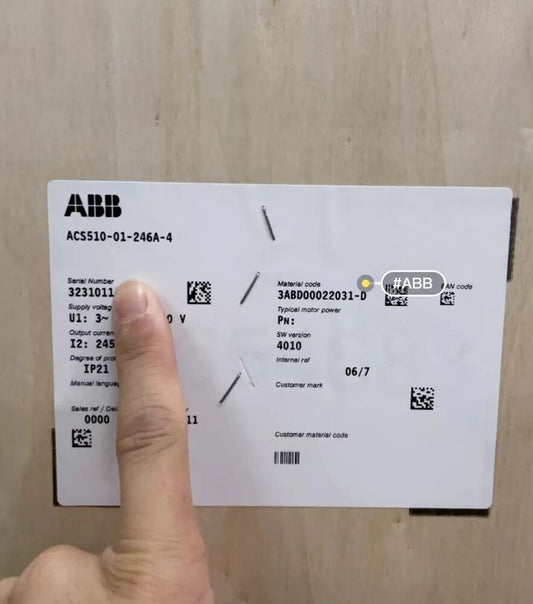 ABB
ACS510-01-246A-4
Serial Number
3231011
Supply voltag
U1: 3~ 0 V
Output curren
I2: 245
Degree of pro
IP21
Manual languag
Sales ref / Deli
0000 11
Material code
3ABD00022031-D
#ABB
AN code
Typical motor power
PN:
SW version
4010
Internal ref
06/7
Customer mark
Customer material code